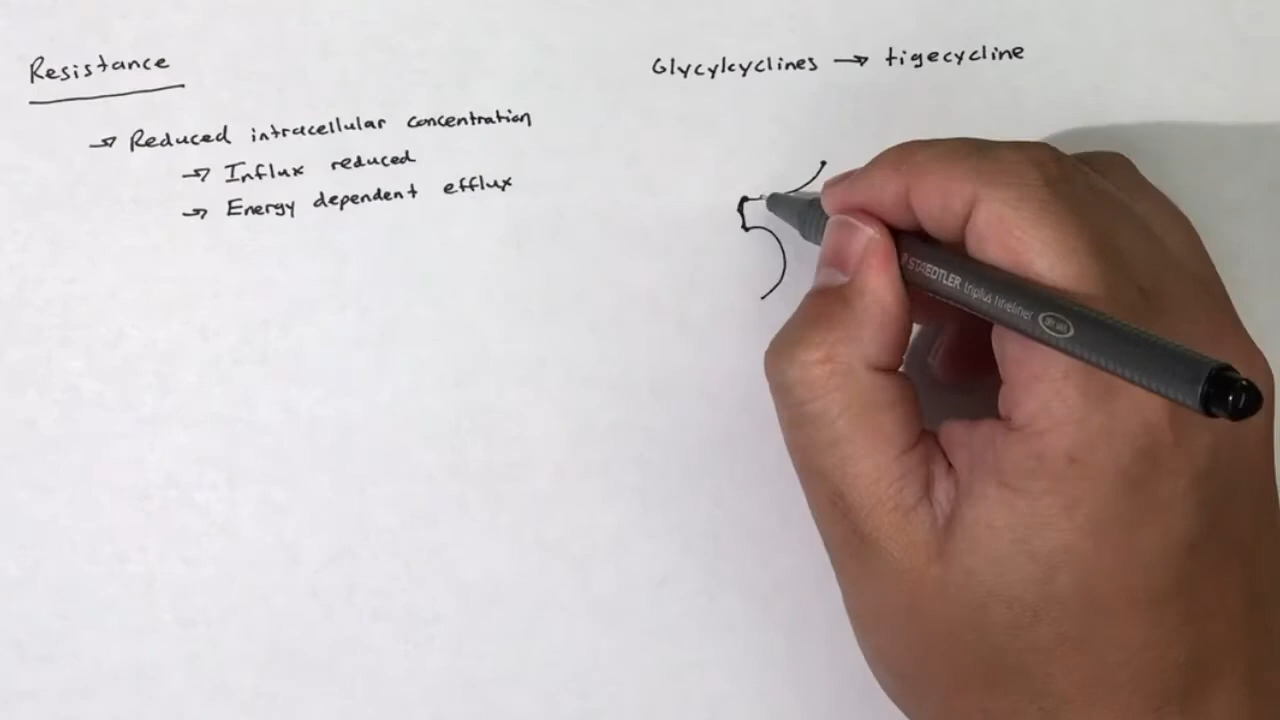 Resistance
→ Reduced intracellular concentration
→ Influx reduced
→ Energy dependent efflux
Glycylcyclines → tigecycline
STAEDTLER triplus fineliner